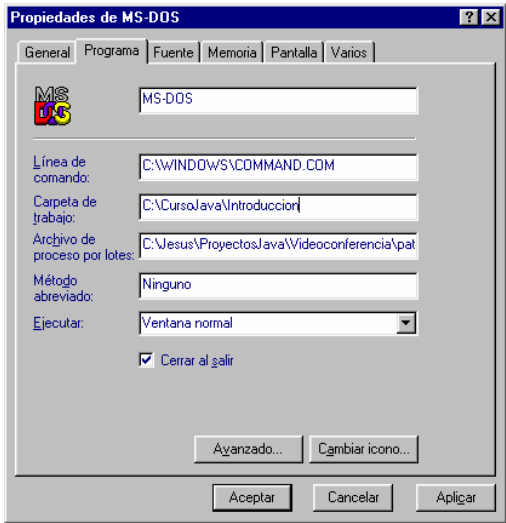 Propiedades de MS-DOS
General Programa Fuente Memoria Pantalla Varios
MS DOS
MS-DOS
Línea de
comando:
C:\WINDOWS\COMMAND.COM
Carpeta de
trabajo:
C:\CursoJava\Introduccion
Archivo de
proceso por lotes:
C:\Jesus\ProyectosJava\Videoconferencia\pat
Método
abreviado:
Ninguno
Ejecutar:
Ventana normal
Cerrar al salir
Avanzado... Cambiar icono...
Aceptar Cancelar Aplicar